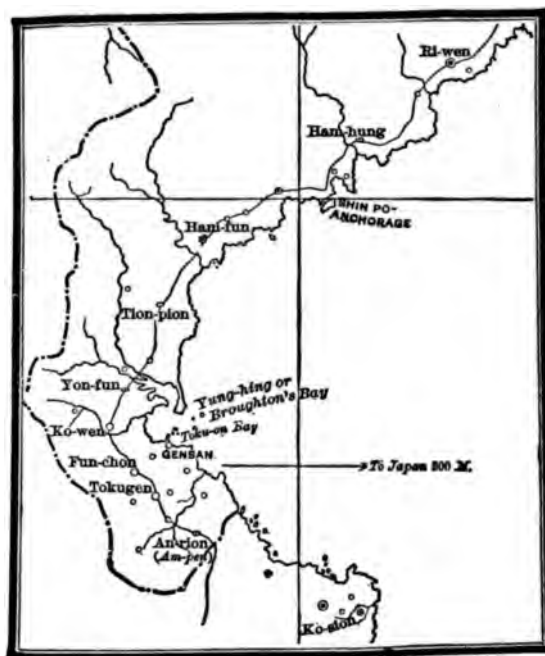 Ri-wen
Ham-hung
SHIN PO-
ANCHORAGE
Ham-fun
Tion-pion
Yung-hing or
Broughton's Bay
Yon-fun
Ko-wen
Toku-on Bay
GENSAN
Fun-chon
To Japan 300 M.
Tokugen
An-rion
(Am-pen)
Ko-sion